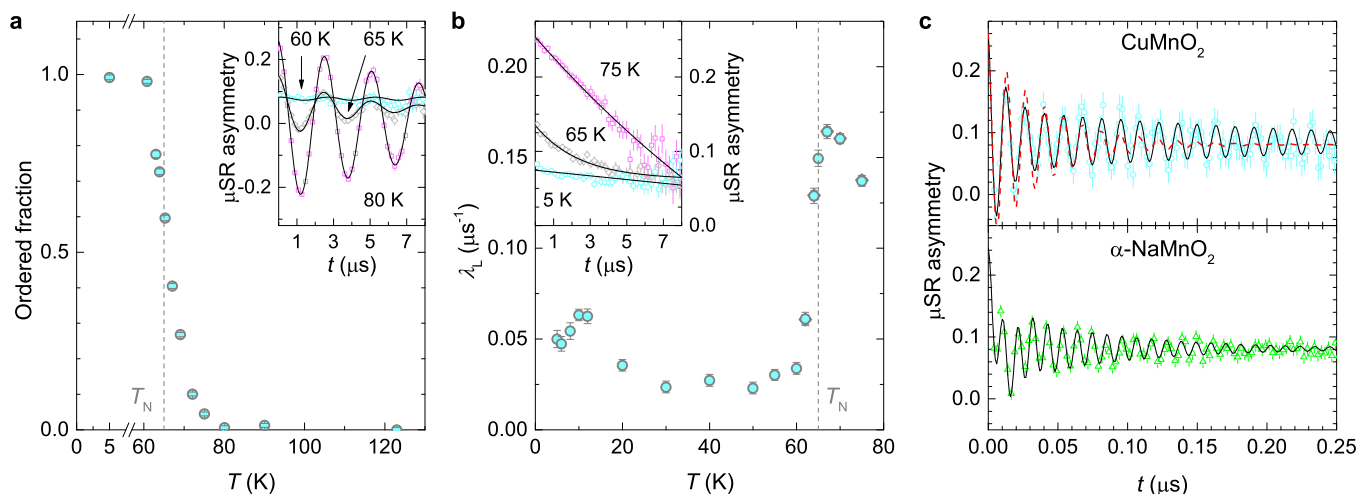 a
Ordered fraction
1.0
0.5
0.0
5
60
80
100
120
T (K)
T_N
μSR asymmetry
0.2
0.0
-0.2
60 K
65 K
80 K
1
3
5
7
t (μs)
b
λ_L (μs⁻¹)
0.20
0.15
0.10
0.05
0.00
0
20
40
60
80
T (K)
T_N
75 K
65 K
5 K
1
3
5
7
t (μs)
0.2
0.1
0.0
μSR asymmetry
c
μSR asymmetry
CuMnO₂
0.2
0.1
0.0
α-NaMnO₂
0.2
0.1
0.0
0.00
0.05
0.10
0.15
0.20
0.25
t (μs)